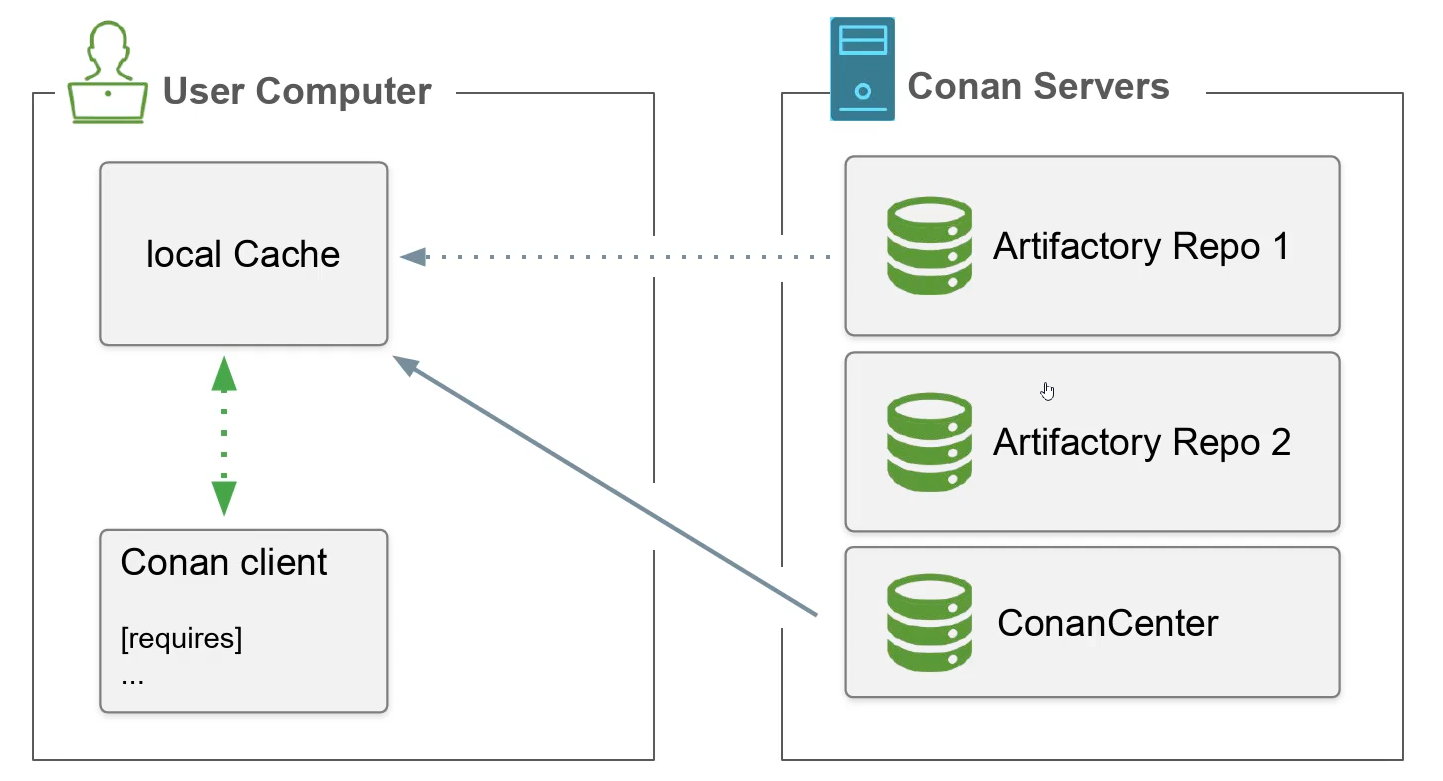 User Computer
Conan Servers
local Cache
Artifactory Repo 1
Artifactory Repo 2
Conan client
[requires]
...
ConanCenter